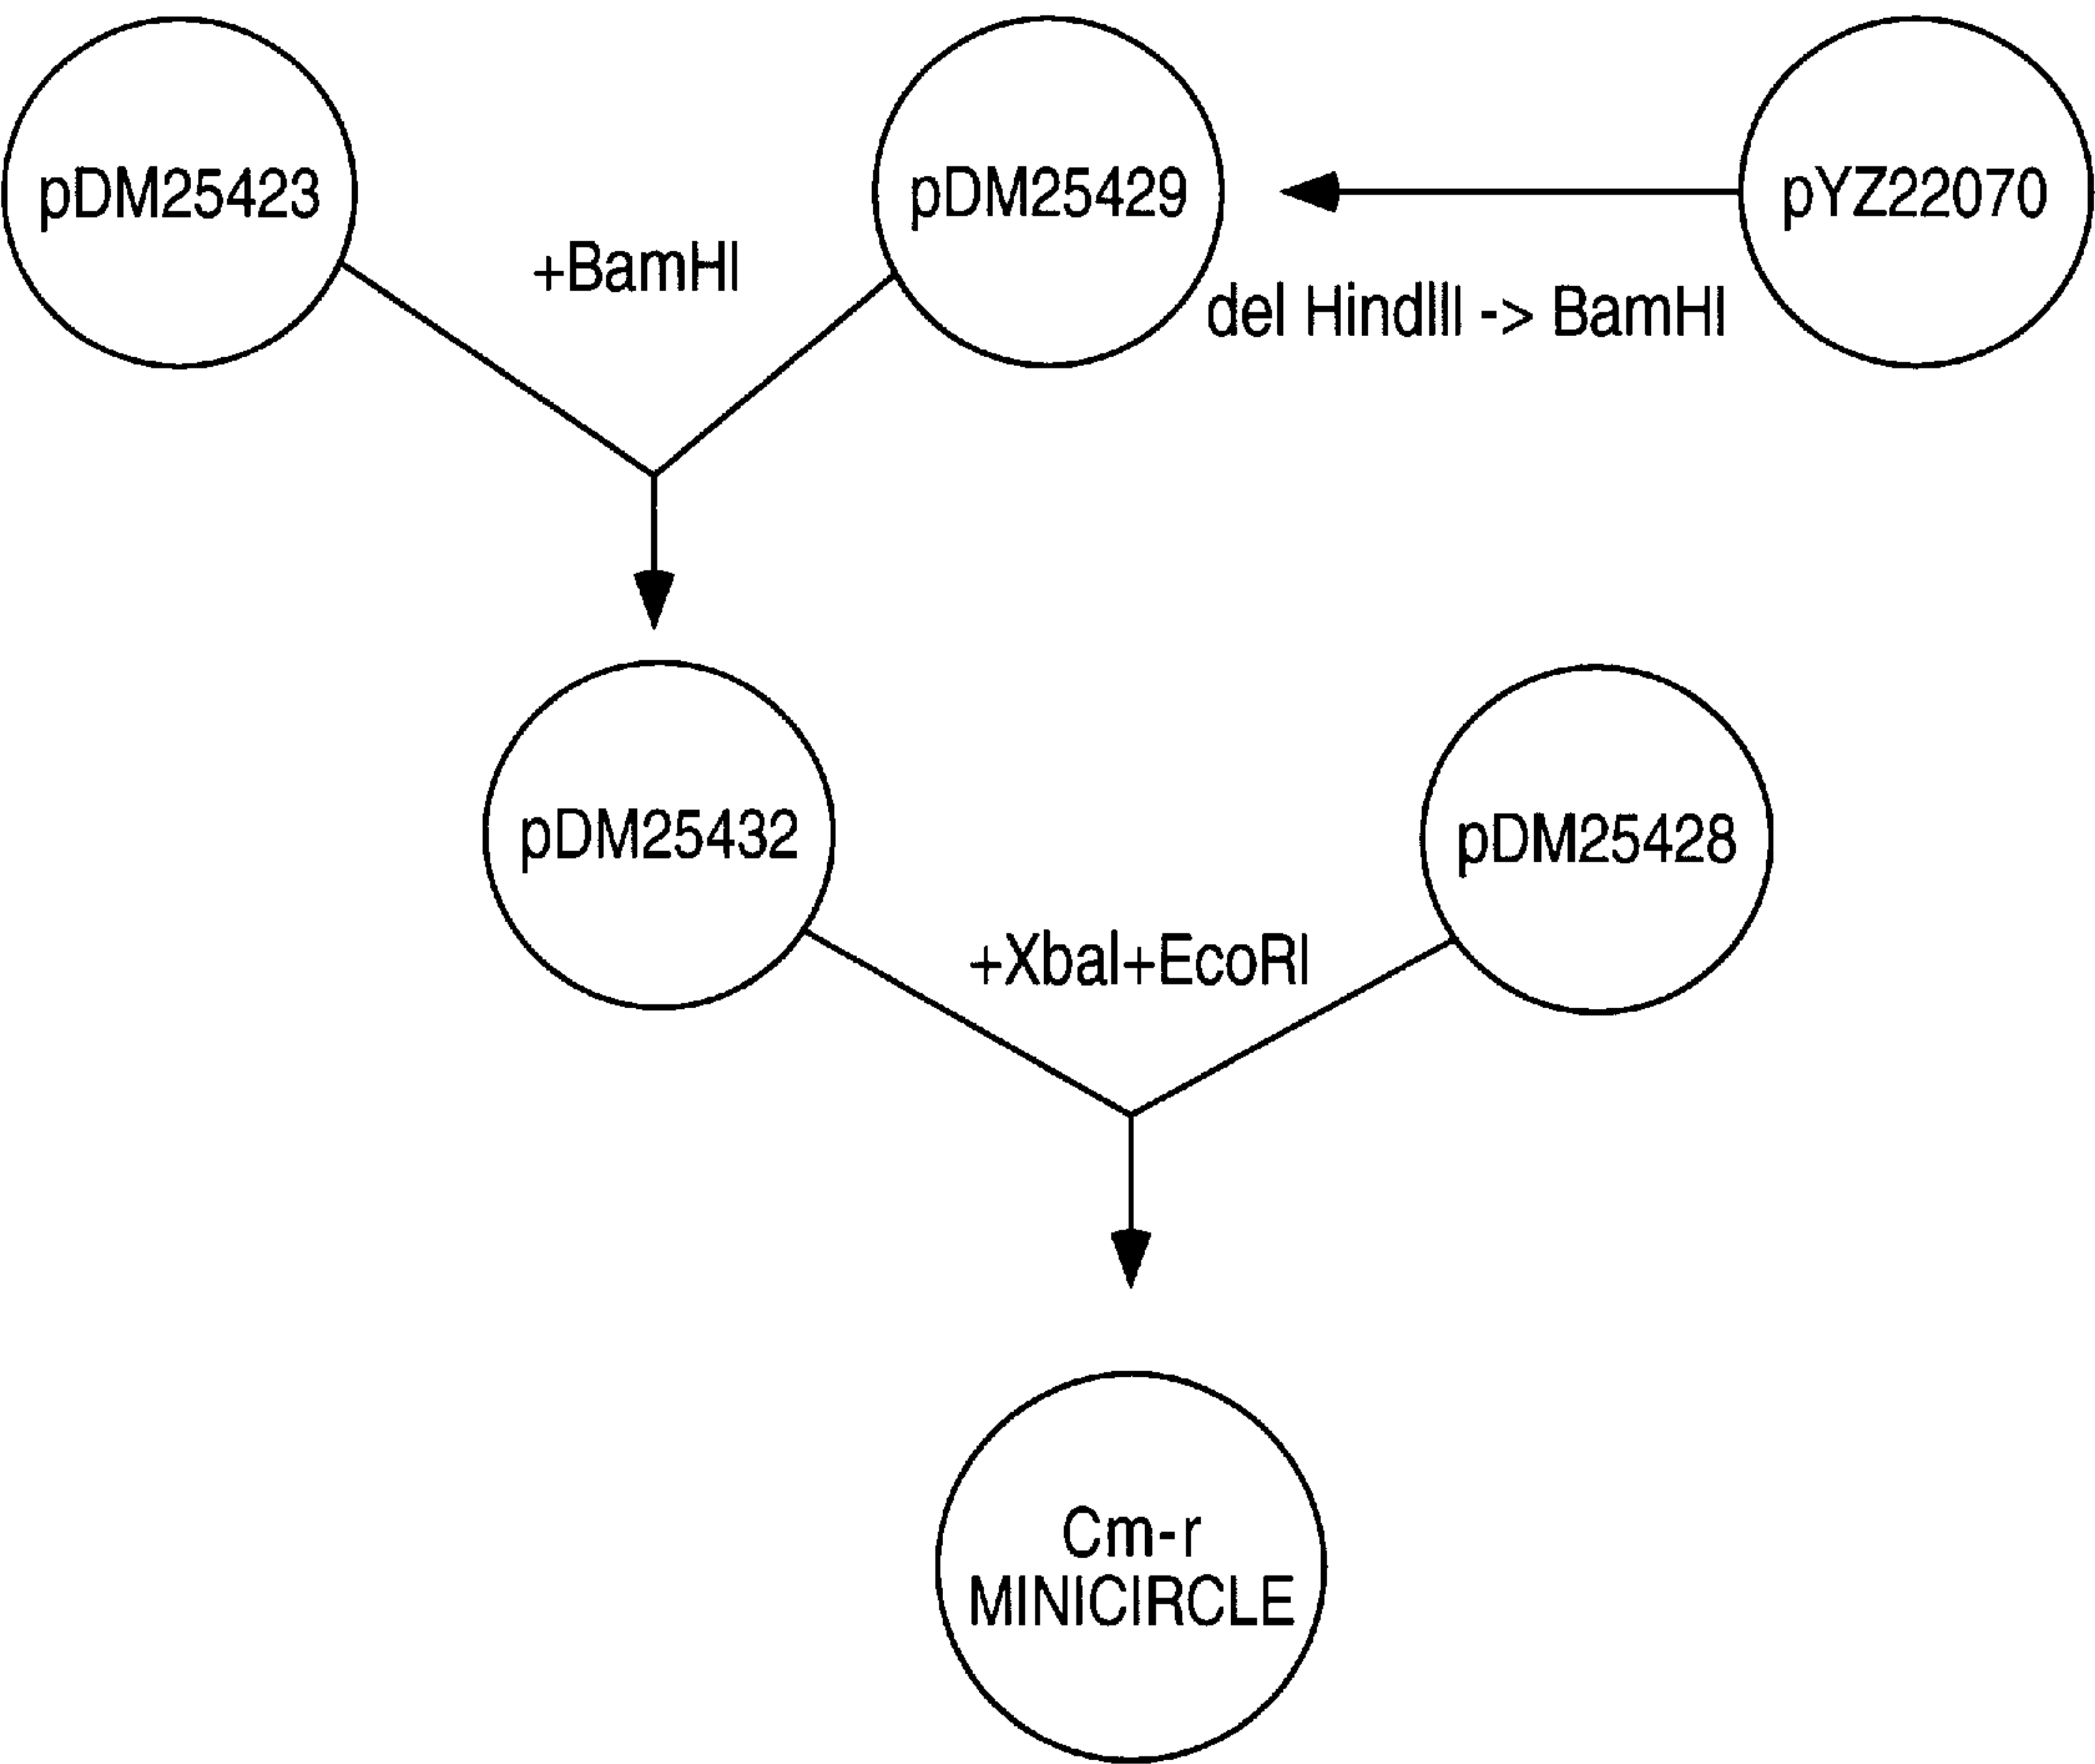 pDM25423
pDM25429
pYZ22070
+BamHI
del HindIII -> BamHI
pDM25432
pDM25428
+XbaI+EcoRI
Cm-r
MINICIRCLE